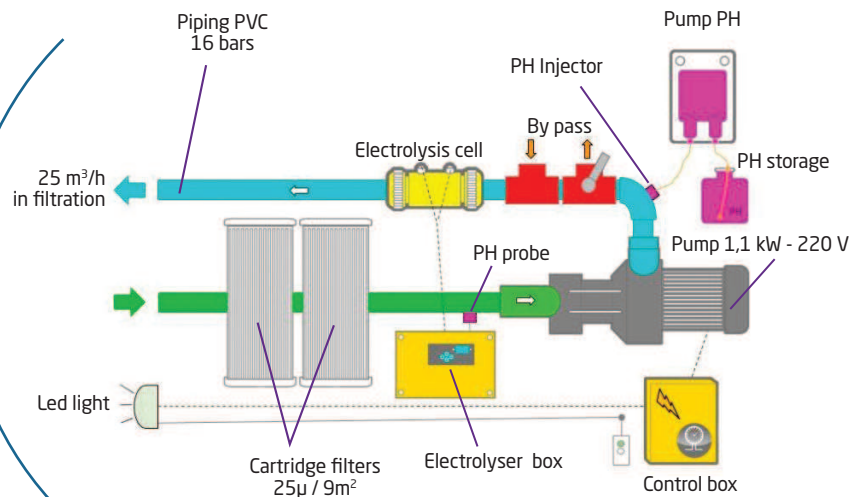 Piping PVC
16 bars
Pump PH
PH Injector
By pass
Electrolysis cell
PH storage
25 m³/h
in filtration
PH
Pump 1,1 kW - 220 V
PH probe
Led light
Cartridge filters
25µ / 9m²
Electrolyser box
Control box